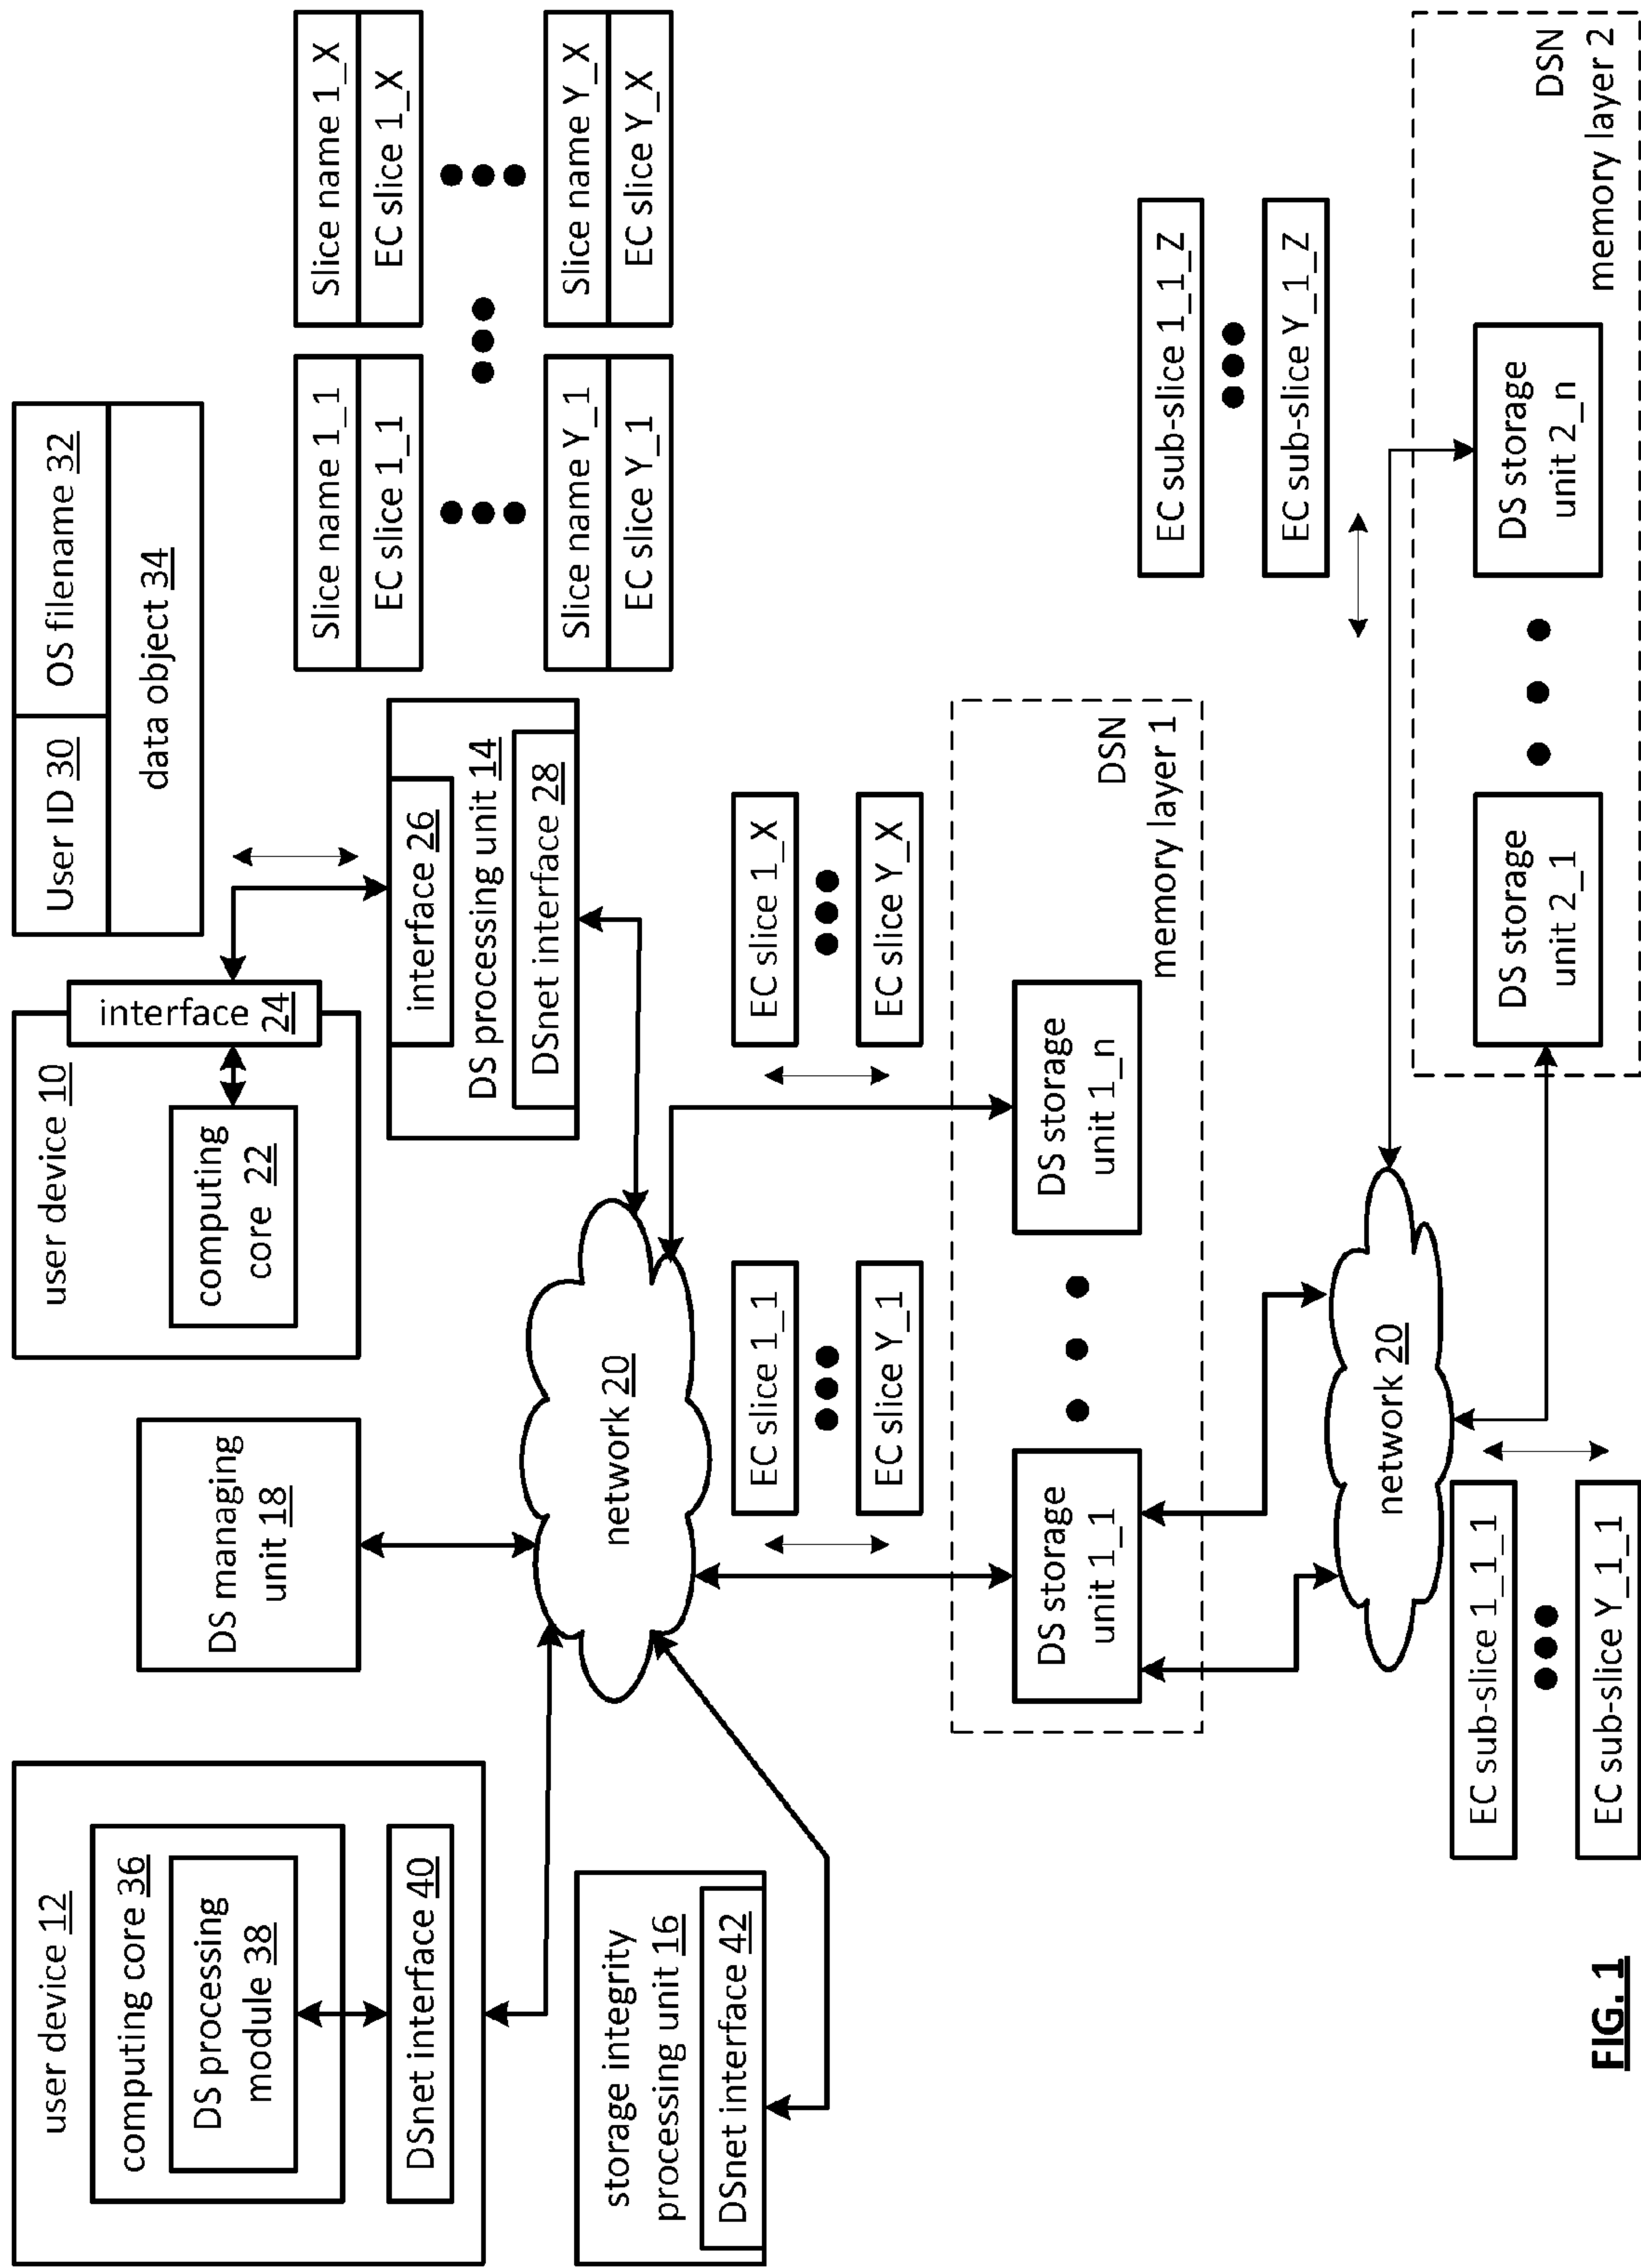 user device 12
computing core 36
DS processing
module 38
DSnet interface 40
DS managing
unit 18
user device 10
computing
core 22
interface 24
User ID 30
OS filename 32
data object 34
interface 26
DS processing unit 14
DSnet interface 28
Slice name 1_1
EC slice 1_1
Slice name 1_X
EC slice 1_X
Slice name Y_1
EC slice Y_1
Slice name Y_X
EC slice Y_X
storage integrity
processing unit 16
DSnet interface 42
network 20
EC slice 1_1
EC slice Y_1
EC slice 1_X
EC slice Y_X
DS storage
unit 1_1
DS storage
unit 1_n
DSN
memory layer 1
network 20
EC sub-slice 1_1_1
EC sub-slice Y_1_1
EC sub-slice 1_1_Z
EC sub-slice Y_1_Z
DS storage
unit 2_1
DS storage
unit 2_n
DSN
memory layer 2
FIG. 1